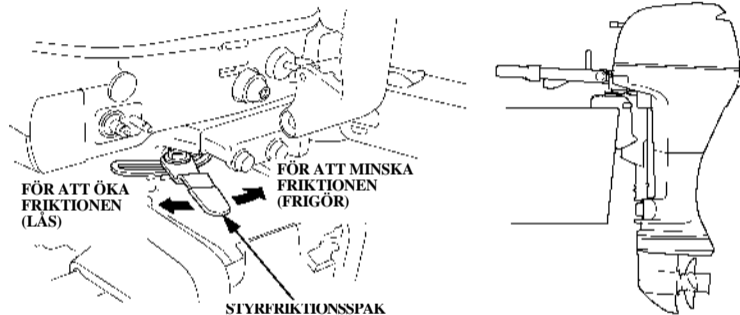 FÖR ATT ÖKA
FRIKTIONEN
(LÅS)
FÖR ATT MINSKA
FRIKTIONEN
(FRIGÖR)
STYRFRIKTIONSSPAK